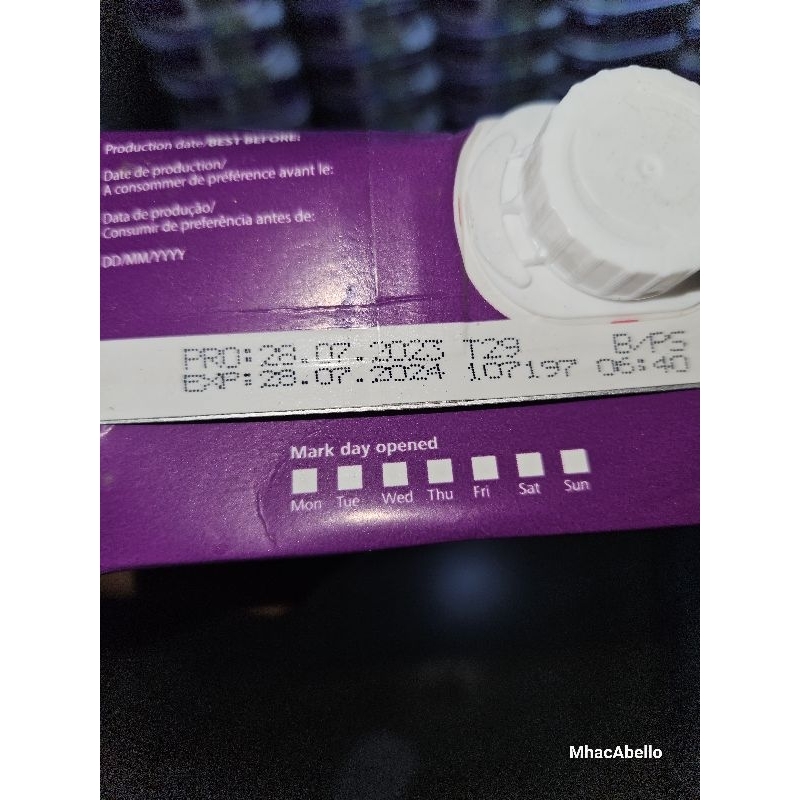 Production date/BEST BEFORE:
Date de production/
A consommer de préférence avant le:
Data de produção/
Consumir de preferência antes de:
DD/MM/YYYY
PRO:28.07.2023 T29 B/PS
EXP:28.07.2024 107197 06:40
Mark day opened
Mon Tue Wed Thu Fri Sat Sun
MhacAbello